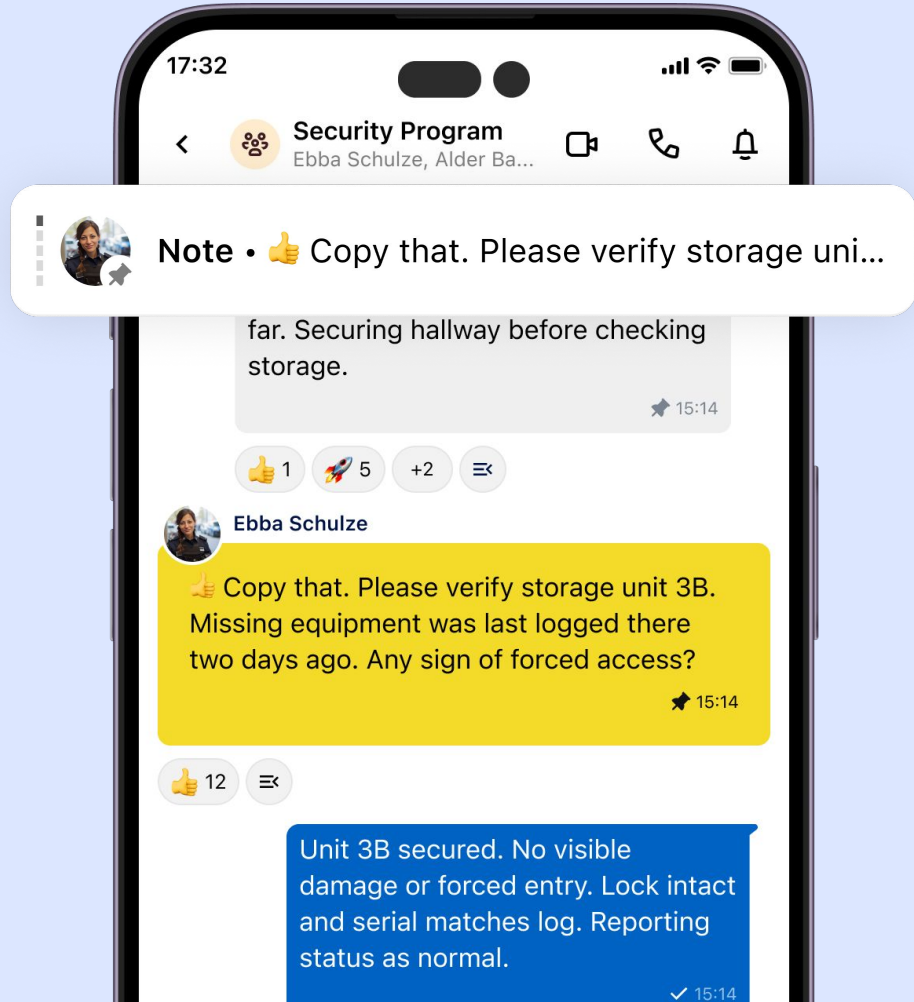 17:32
Security Program
Ebba Schulze, Alder Ba...
Note • 👍 Copy that. Please verify storage uni...
far. Securing hallway before checking
storage.
15:14
👍 1 🚀 5 +2
Ebba Schulze
👍 Copy that. Please verify storage unit 3B.
Missing equipment was last logged there
two days ago. Any sign of forced access?
15:14
👍 12
Unit 3B secured. No visible
damage or forced entry. Lock intact
and serial matches log. Reporting
status as normal.
15:14